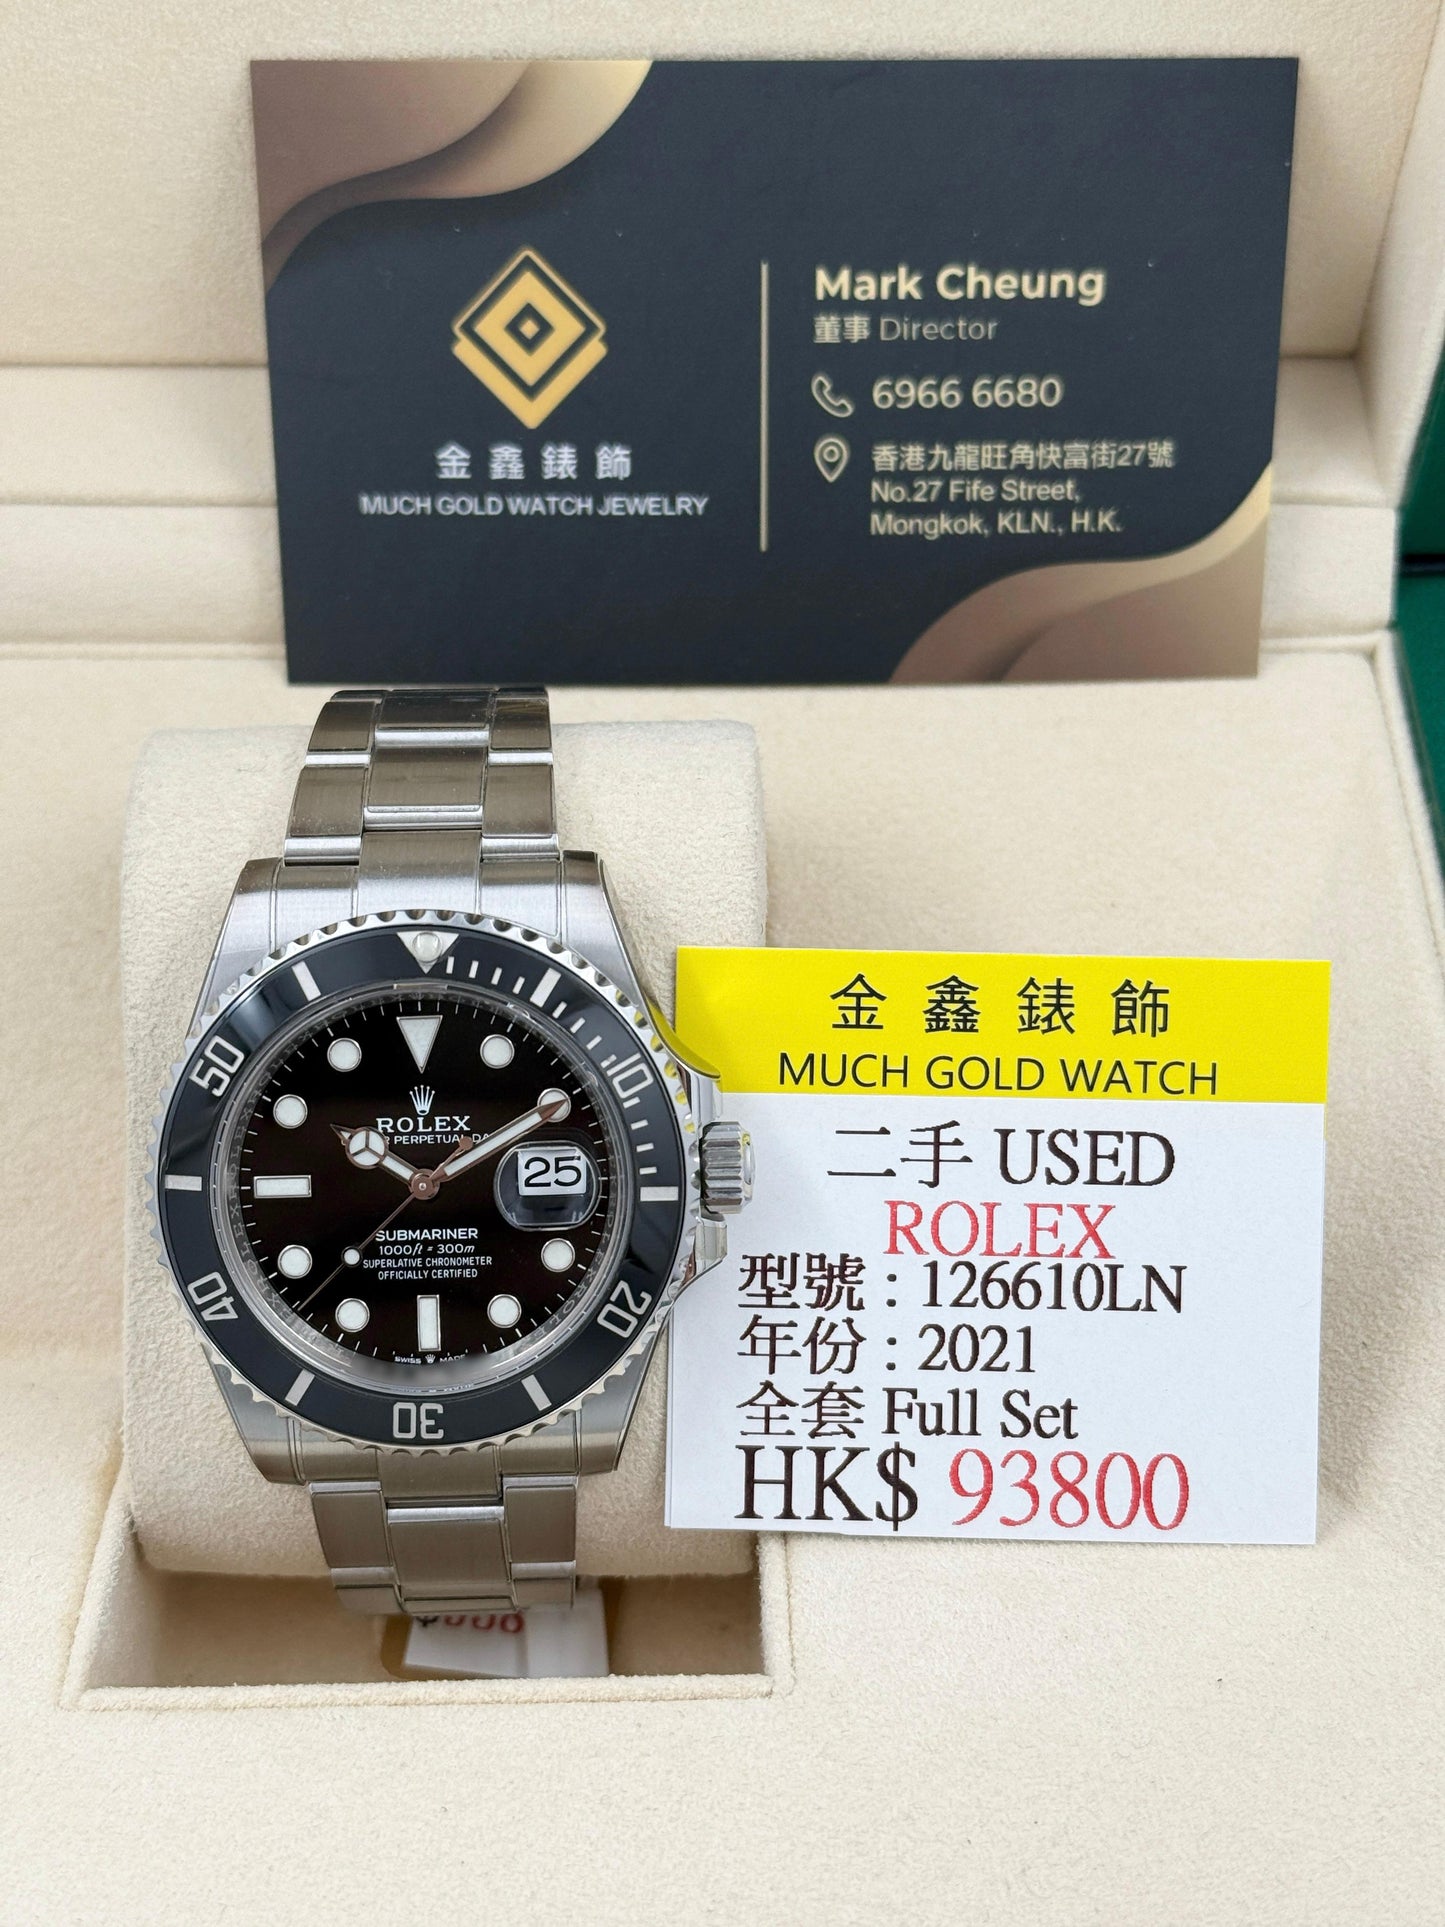 Mark Cheung
董事 Director
6966 6680
香港九龍旺角快富街27號
No.27 Fife Street,
Mongkok, KLN., H.K.
金鑫錶飾
MUCH GOLD WATCH JEWELRY
50
10
40
20
30
ROLEX
PERPETUAL DA
25
SUBMARINER
1000ft = 300m
SUPERLATIVE CHRONOMETER
OFFICIALLY CERTIFIED
SWISS MADE
金鑫錶飾
MUCH GOLD WATCH
二手 USED
ROLEX
型號 : 126610LN
年份 : 2021
全套 Full Set
HK$ 93800